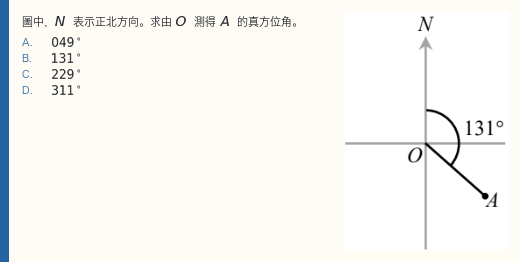 圖中，N 表示正北方向。求由 O 測得 A 的真方位角。
A. 049°
B. 131°
C. 229°
D. 311°
N
131°
O
A